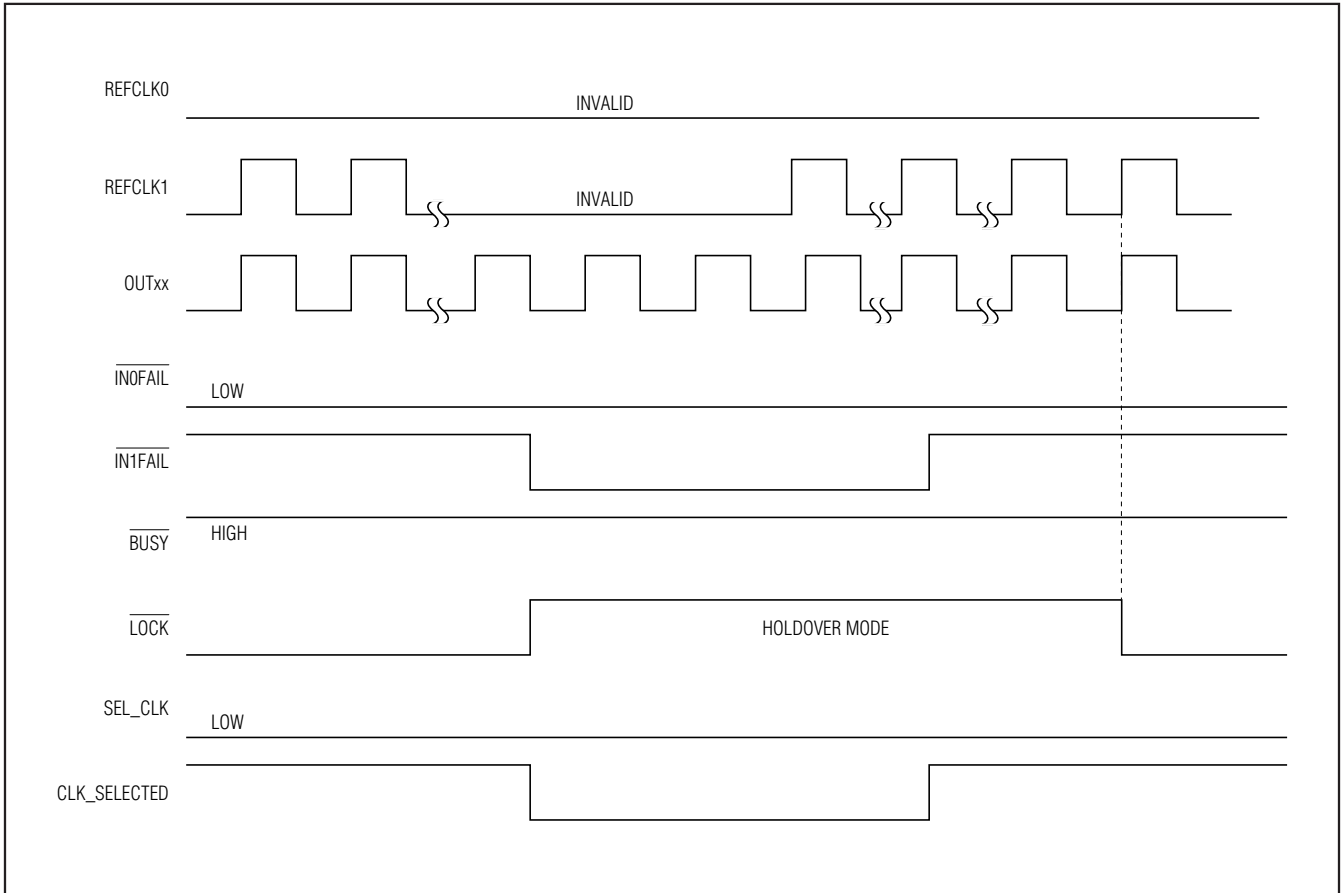 REFCLK0
INVALID
REFCLK1
INVALID
OUTxx
IN0FAIL
LOW
IN1FAIL
BUSY
HIGH
LOCK
HOLDOVER MODE
SEL_CLK
LOW
CLK_SELECTED